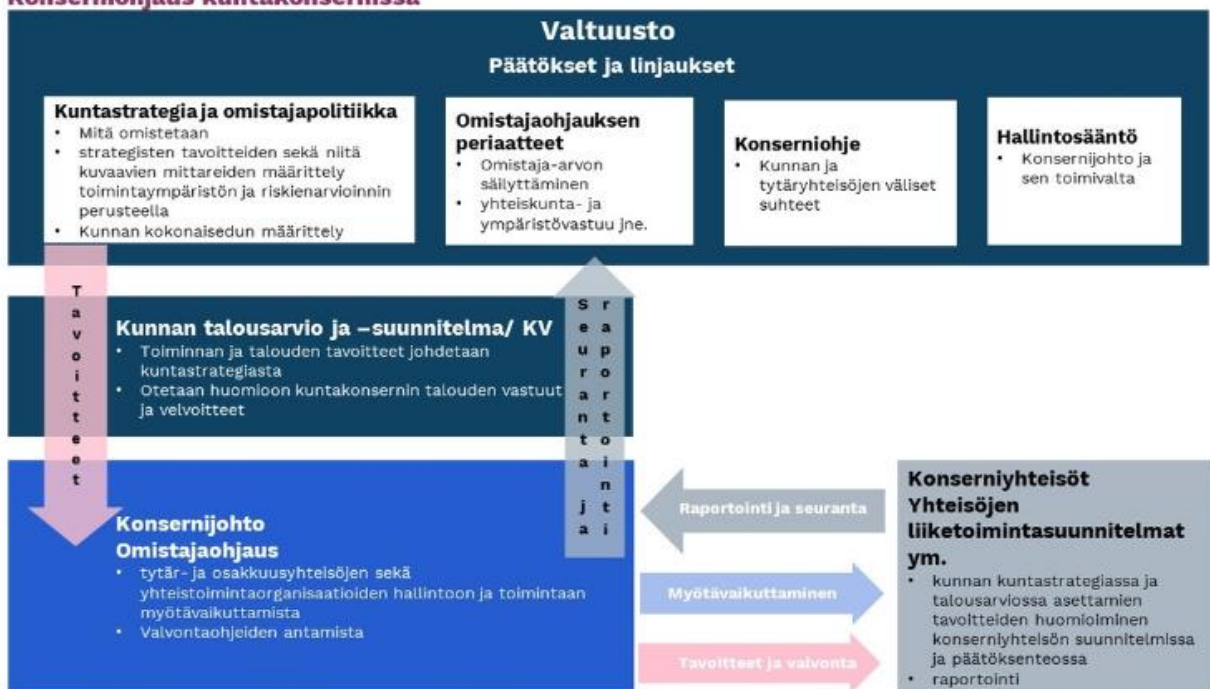 Konserniohjaus kuntakonsernissa
Valtuusto
Päätökset ja linjaukset
Kuntastrategia ja omistajapolitiikka
• Mitä omistetaan
• strategisten tavoitteiden sekä niitä
kuvaavien mittareiden määrittely
toimintaympäristön ja riskienarvioinnin
perusteella
• Kunnan kokonaisedun määrittely
Omistajaohjauksen
periaatteet
• Omistaja-arvon
säilyttäminen
• yhteiskunta- ja
ympäristövastuu jne.
Konserniohje
• Kunnan ja
tytäryhteisöjen väliset
suhteet
Hallintosääntö
• Konsernijohto ja
sen toimivalta
Tavoitteet
Seuranta ja
raportointi
Kunnan talousarvio ja –suunnitelma/ KV
• Toiminnan ja talouden tavoitteet johdetaan
kuntastrategiasta
• Otetaan huomioon kuntakonsernin talouden vastuut
ja velvoitteet
Konsernijohto
Omistajaohjaus
• tytär- ja osakkuusyhteisöjen sekä
yhteistoimintaorganisaatioiden hallintoon ja toimintaan
myötävaikuttamista
• Valvontaohjeiden antamista
Raportointi ja seuranta
Myötävaikuttaminen
Tavoitteet ja valvonta
Konserniyhteisöt
Yhteisöjen
liiketoimintasuunnitelmat
ym.
• kunnan kuntastrategiassa ja
talousarviossa asettamien
tavoitteiden huomioiminen
konserniyhteisön suunnitelmissa
ja päätöksenteossa
• raportointi